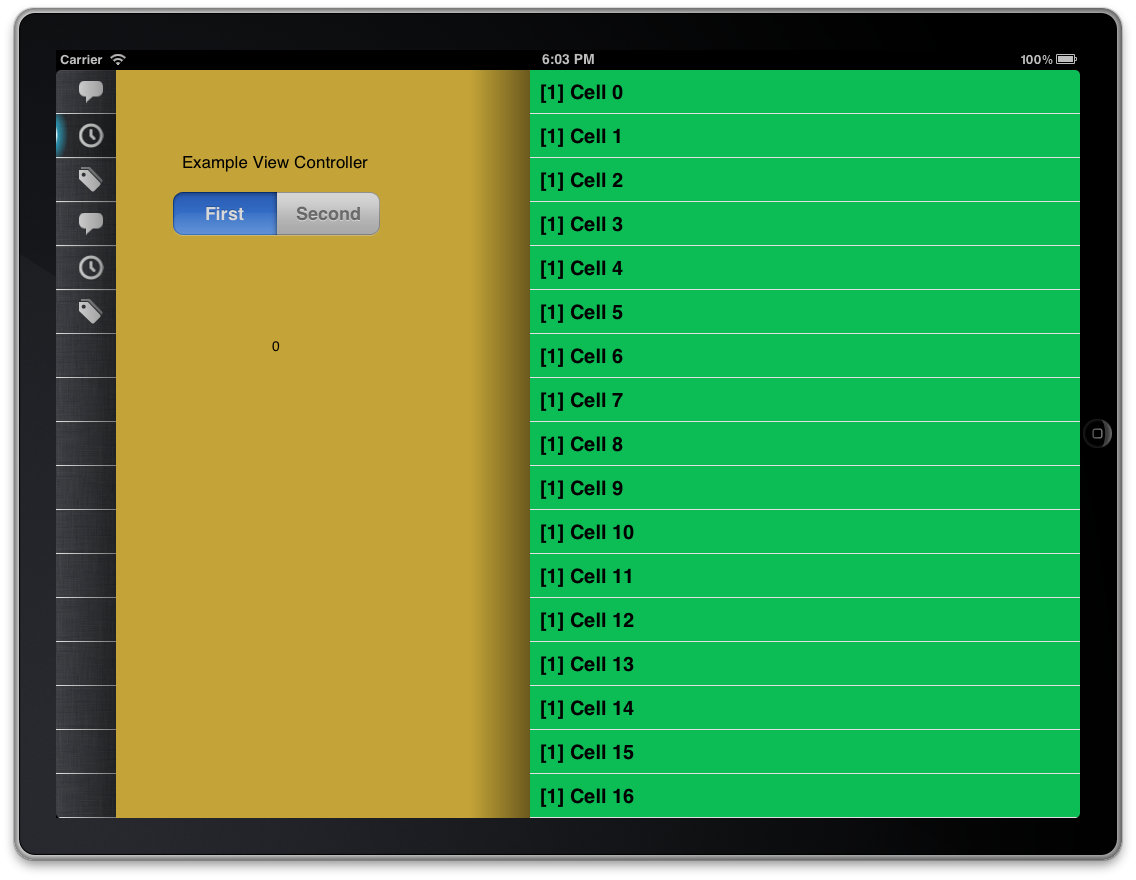 Carrier 6:03 PM 100%
Example View Controller
First Second
0
[1] Cell 0
[1] Cell 1
[1] Cell 2
[1] Cell 3
[1] Cell 4
[1] Cell 5
[1] Cell 6
[1] Cell 7
[1] Cell 8
[1] Cell 9
[1] Cell 10
[1] Cell 11
[1] Cell 12
[1] Cell 13
[1] Cell 14
[1] Cell 15
[1] Cell 16